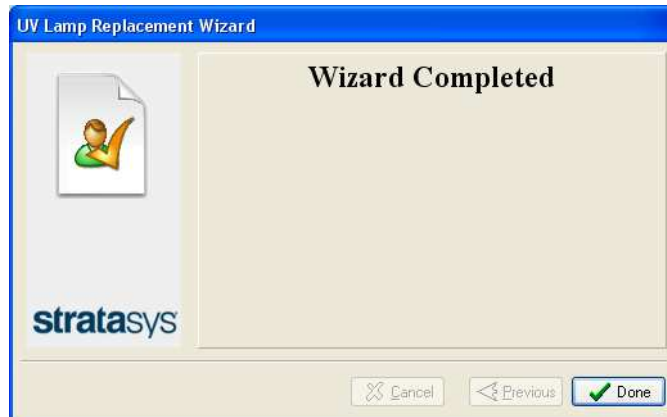 UV Lamp Replacement Wizard
Wizard Completed
stratasys
Cancel
Previous
Done